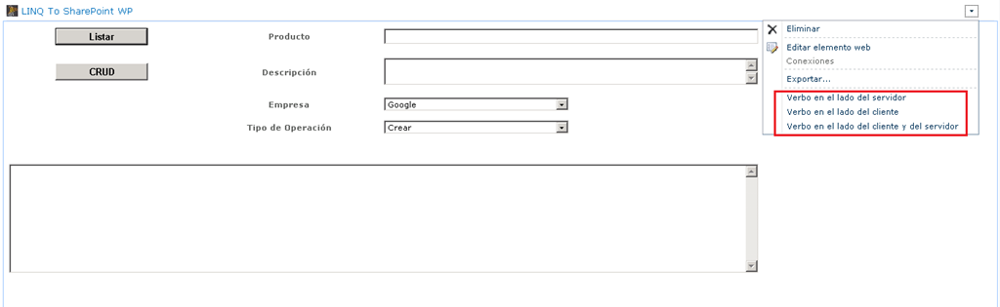 LINQ To SharePoint WP
Listar
Producto
CRUD
Descripción
Empresa
Google
Tipo de Operación
Crear
Eliminar
Editar elemento web
Conexiones
Exportar...
Verbo en el lado del servidor
Verbo en el lado del cliente
Verbo en el lado del cliente y del servidor